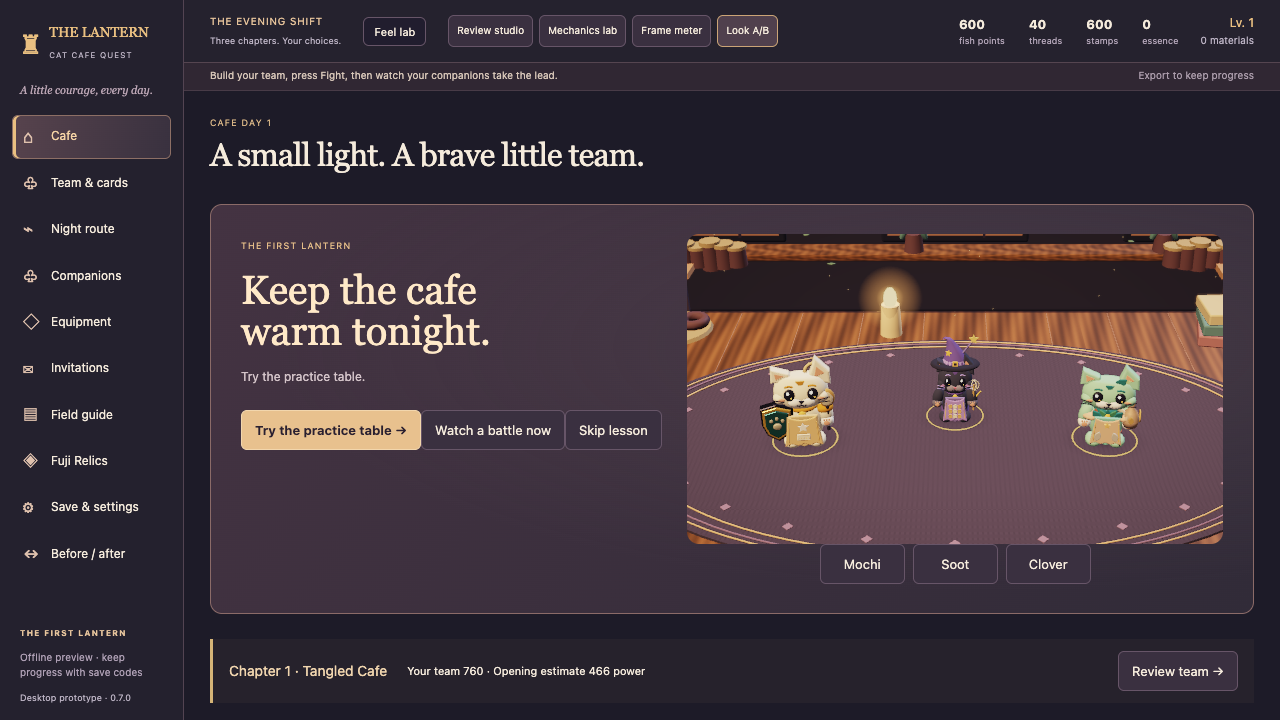 THE LANTERN
CAT CAFE QUEST
A little courage, every day.
Cafe
Team & cards
Night route
Companions
Equipment
Invitations
Field guide
Fuji Relics
Save & settings
Before / after
THE FIRST LANTERN
Offline preview · keep
progress with save codes
Desktop prototype · 0.7.0
THE EVENING SHIFT
Three chapters. Your choices.
Feel lab
Review studio
Mechanics lab
Frame meter
Look A/B
600
fish points
40
threads
600
stamps
0
essence
Lv. 1
0 materials
Build your team, press Fight, then watch your companions take the lead.
Export to keep progress
CAFE DAY 1
A small light. A brave little team.
THE FIRST LANTERN
Keep the cafe
warm tonight.
Try the practice table.
Try the practice table →
Watch a battle now
Skip lesson
Mochi
Soot
Clover
Chapter 1 · Tangled Cafe
Your team 760 · Opening estimate 466 power
Review team →